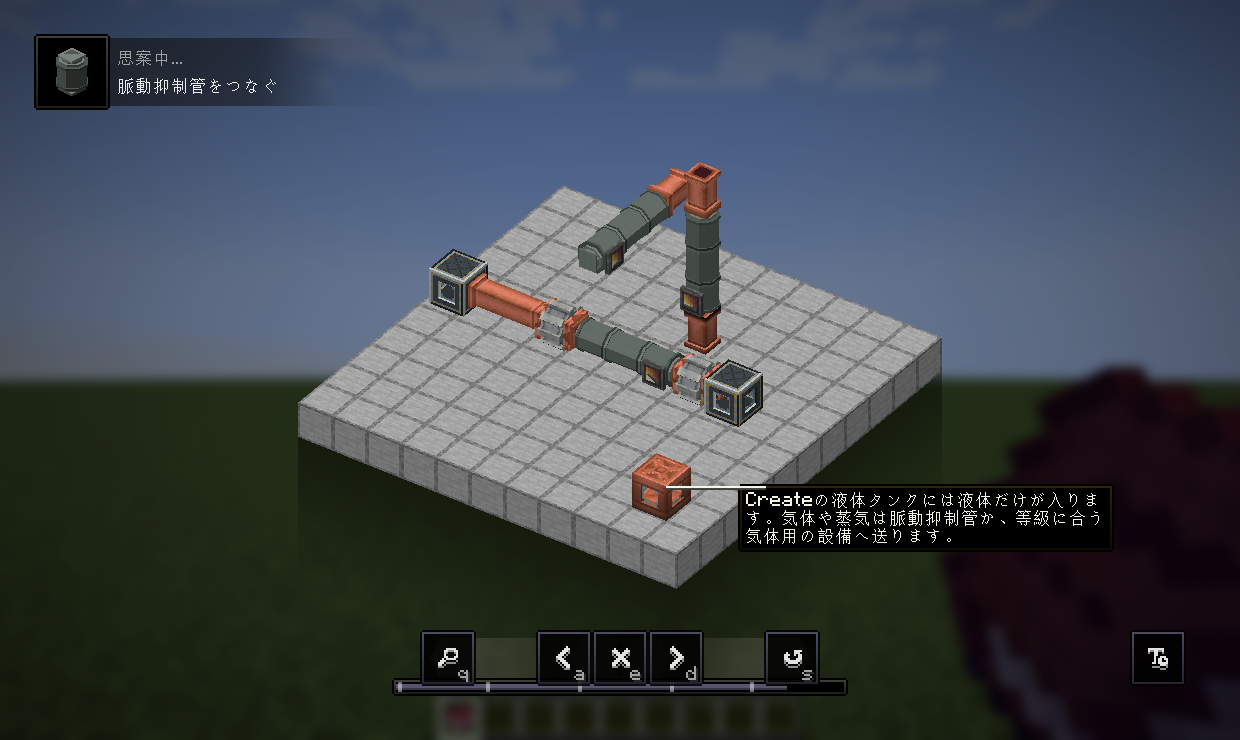 思案中...
脈動抑制管をつなぐ
Createの液体タンクには液体だけが入りま
す。気体や蒸気は脈動抑制管か、等級に合う
気体用の設備へ送ります。
q
a
e
d
s